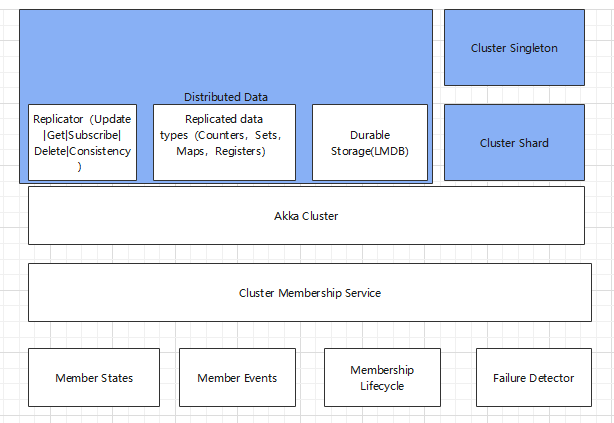 Cluster Singleton
Distributed Data
Replicator（Update
|Get|Subscribe|
Delete|Consistency
）
Replicated data
types（Counters，Sets，
Maps，Registers）
Durable
Storage(LMDB)
Cluster Shard
Akka Cluster
Cluster Membership Service
Member States
Member Events
Membership
Lifecycle
Failure Detector